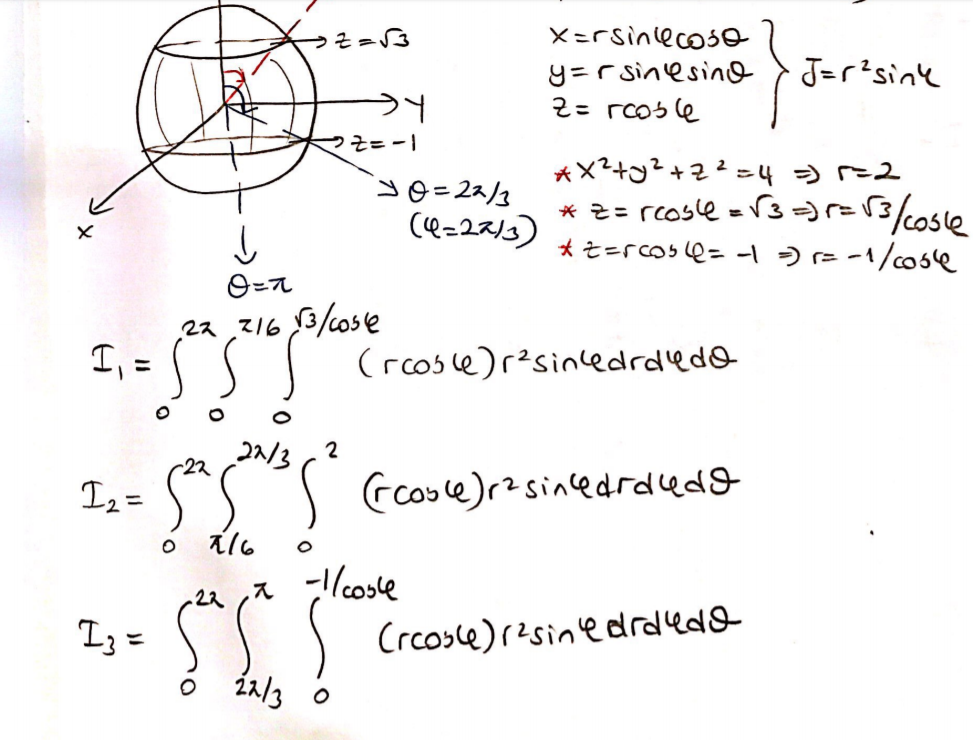 z=√3
y
z=-1
θ=2π/3
(φ=2π/3)
x
θ=π
x=rsinφcosθ
y=rsinφsinθ
z=rcosφ
J=r²sinφ
*x²+y²+z²=4 ⇒ r=2
* z=rcosφ=√3 ⇒ r=√3/cosφ
* z=rcosφ=-1 ⇒ r=-1/cosφ
I₁ = ∫₀^2π ∫₀^π/6 ∫₀^√3/cosφ (rcosφ)r²sinφdrdφdθ
I₂ = ∫₀^2π ∫_π/6^2π/3 ∫₀^2 (rcosφ)r²sinφdrdφdθ
I₃ = ∫₀^2π ∫_2π/3^π ∫₀^-1/cosφ (rcosφ)r²sinφdrdφdθ